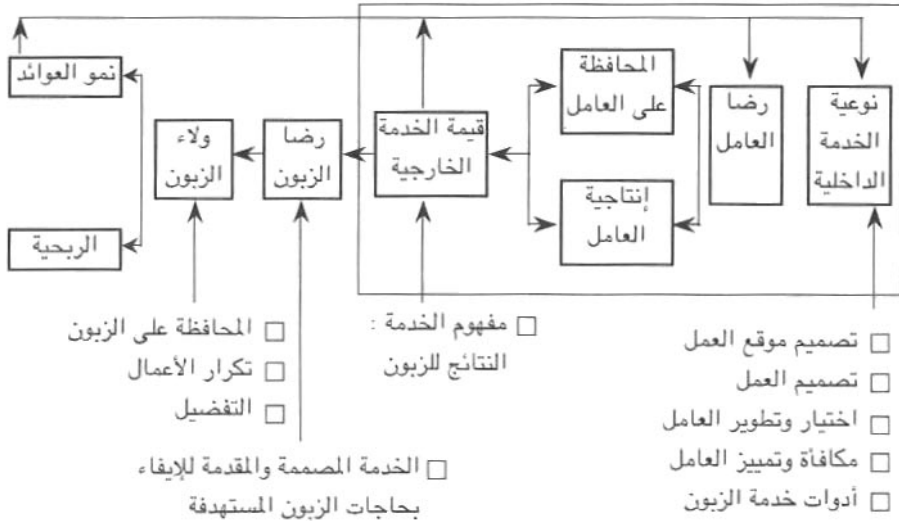 نوعية
الخدمة
الداخلية
رضا
العامل
المحافظة
على العامل
إنتاجية
العامل
قيمة الخدمة
الخارجية
رضا
الزبون
ولاء
الزبون
نمو العوائد
الربحية
تصميم موقع العمل
تصميم العمل
اختيار وتطوير العامل
مكافأة وتمييز العامل
أدوات خدمة الزبون
مفهوم الخدمة :
النتائج للزبون
الخدمة المصممة والمقدمة للإيفاء
بحاجات الزبون المستهدفة
المحافظة على الزبون
تكرار الأعمال
التفضيل